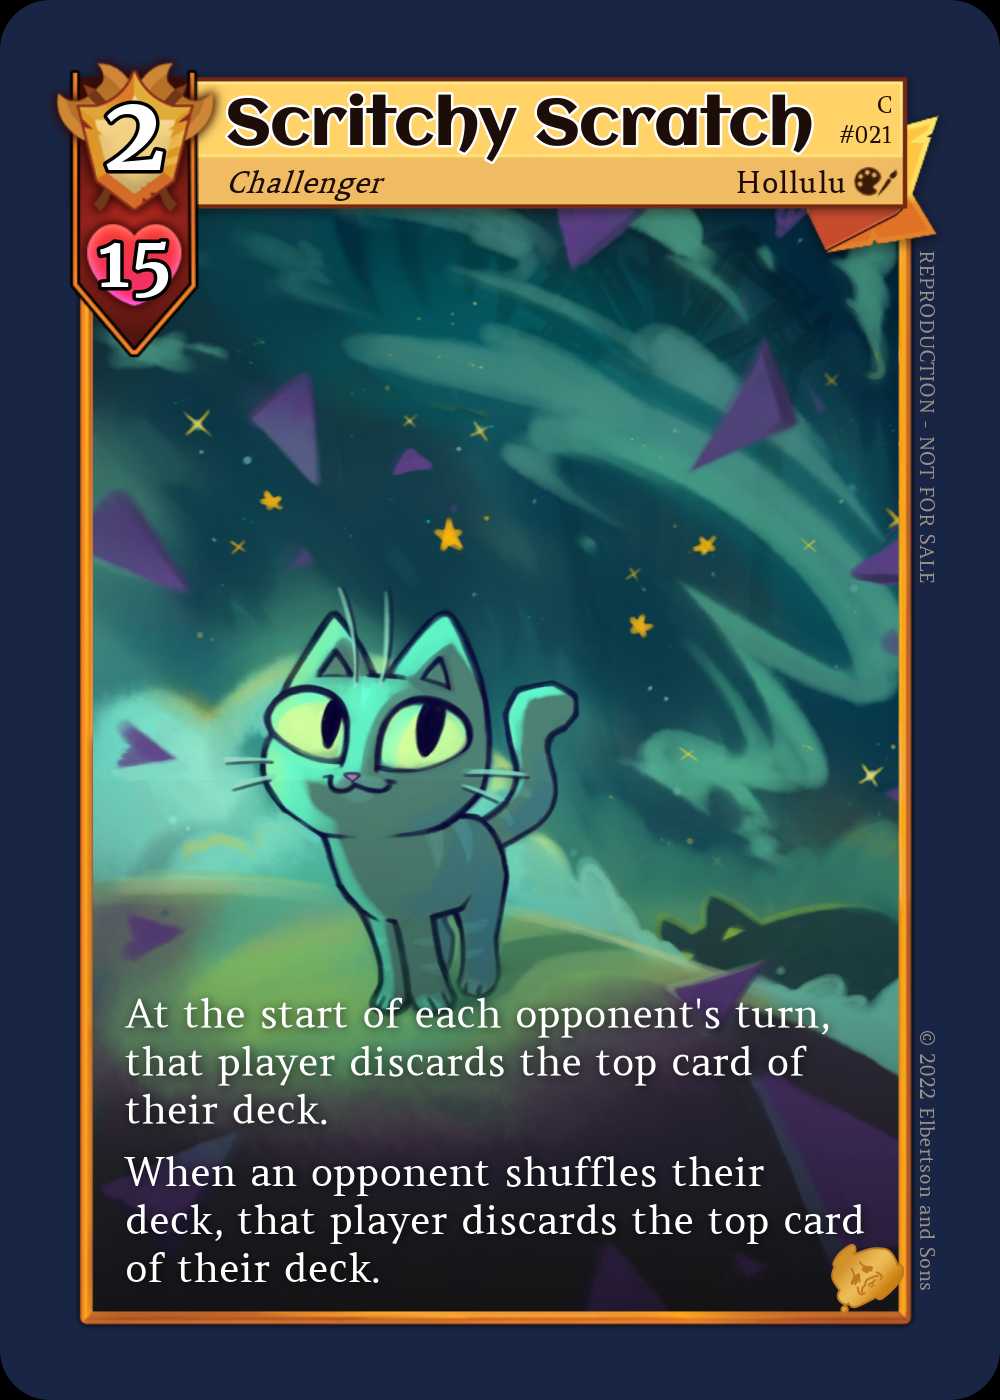 2
Scritchy Scratch
C
#021
Challenger
Hollulu
15
REPRODUCTION - NOT FOR SALE
At the start of each opponent's turn,
that player discards the top card of
their deck.
When an opponent shuffles their
deck, that player discards the top card
of their deck.
© 2022 Elbertson and Sons